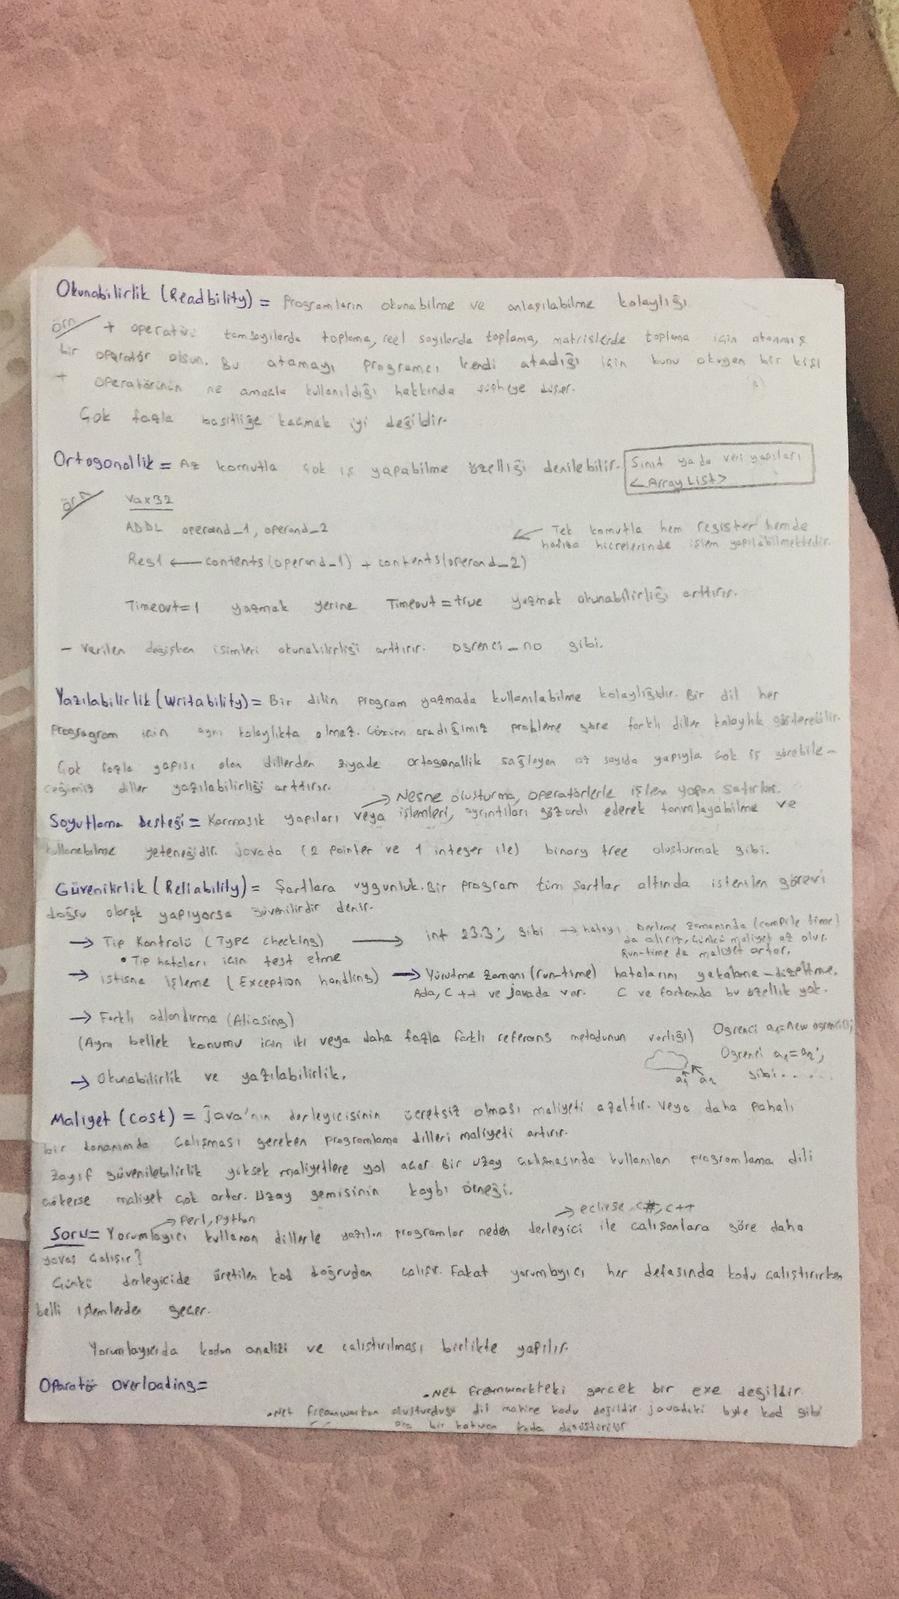 Okunabilirlik (Readbility) = Programların okunabilme ve anlaşılabilme kolaylığı.
örn + operatörü tamsayılarda toplama, reel sayılarda toplama, matrislerde toplama için atanmış
bir operatör olsun. Bu atamayı programcı kendi atadığı için bunu okuyan bir kişi
+ operatörünün ne amaçla kullanıldığı hakkında şüpheye düşer.
Çok fazla basitliğe kaçmak iyi değildir.
Ortogonallik = Az komutla çok iş yapabilme özelliği denilebilir.
Sınıf yada veri yapıları
<Array List>
örn Vax32
ADDL operand_1, operand_2
← Tek komutla hem register hemde
hafıza hücrelerinde işlem yapılabilmektedir.
Reg1 ← contents(operand_1) + contents(operand_2)
Timeout=1 yazmak yerine Timeout=true yazmak okunabilirliği arttırır.
- Verilen değişken isimleri okunabilirliği arttırır. ogrenci_no gibi.
Yazılabilirlik (Writability) = Bir dilin program yazmada kullanılabilme kolaylığıdır. Bir dil her
program için aynı kolaylıkta olmaz. Çözüm aradığımız probleme göre farklı diller kolaylık gösterebilir.
Çok fazla yapısı olan dillerden ziyade ortogonallik sağlayan az sayıda yapıyla çok iş görebile-
ceğimiz diller yazılabilirliği arttırır.
→ Nesne oluşturma, operatörlerle işlem yapan satırlar.
Soyutlama Desteği = Karmaşık yapıları veya işlemleri, ayrıntıları gözardı ederek tanımlayabilme ve
kullanabilme yeteneğidir. javada (2 pointer ve 1 integer ile) binary tree oluşturmak gibi.
Güvenirlik (Reliability) = Şartlara uygunluk. Bir program tüm şartlar altında istenilen görevi
doğru olarak yapıyorsa güvenilirdir denir.
→ Tip Kontrolü (Type checking) → int 23.3; gibi → hatayı derleme zamanında (compile time)
da alırız. Çünkü maliyet az olur.
Run-time da maliyet artar.
• Tip hataları için test etme
→ istisna işleme (Exception handling) → Yürütme zamanı (run-time) hatalarını yakalama-düzeltme.
Ada, C++ ve Javada var. C ve fortranda bu özellik yok.
→ Farklı adlandırma (Aliasing)
(Aynı bellek konumu için iki veya daha fazla farklı referans metodunun varlığı)
Ogrenci a1=new ogrenci();
Ogrenci a1=a2;
gibi.....
a1 a2
→ Okunabilirlik ve yazılabilirlik.
Maliyet (cost) = Java'nın derleyicisinin ücretsiz olması maliyeti azaltır. Veya daha pahalı
bir donanımda çalışması gereken programlama dilleri maliyeti artırır.
Zayıf güvenilebilirlik yüksek maliyetlere yol açar Bir uzay çalışmasında kullanılan programlama dili
çökerse maliyet çok artar. Uzay gemisinin kaybı örneği.
→ Perl, Python
→ eclipse, c#, c++
Soru = Yorumlayıcı kullanan dillerle yazılan programlar neden derleyici ile çalışanlara göre daha
yavaş çalışır?
Çünkü derleyicide üretilen kod doğrudan çalışır. Fakat yorumlayıcı her defasında kodu çalıştırırken
belli işlemlerden geçer.
Yorumlayıcıda kodun analizi ve çalıştırılması birlikte yapılır.
Oparatör overloading=
.Net Freamworkteki gerçek bir exe değildir.
.Net freamworkun oluşturduğu dil makine kodu değildir. javadaki byte kod gibi
ara bir katman koda dönüştürülür